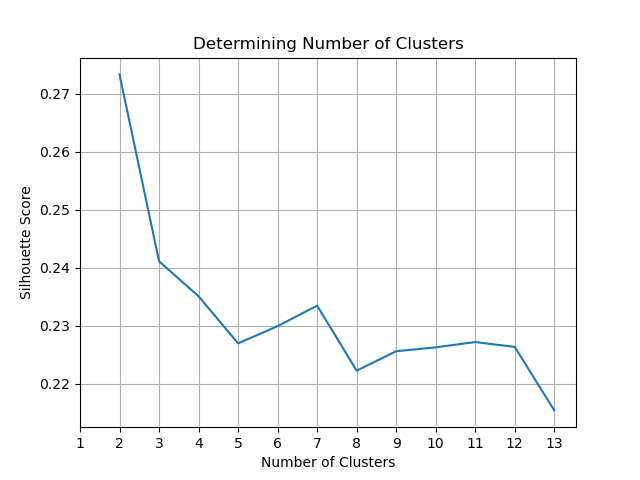 Determining Number of Clusters
Silhouette Score
0.27
0.26
0.25
0.24
0.23
0.22
1 2 3 4 5 6 7 8 9 10 11 12 13
Number of Clusters